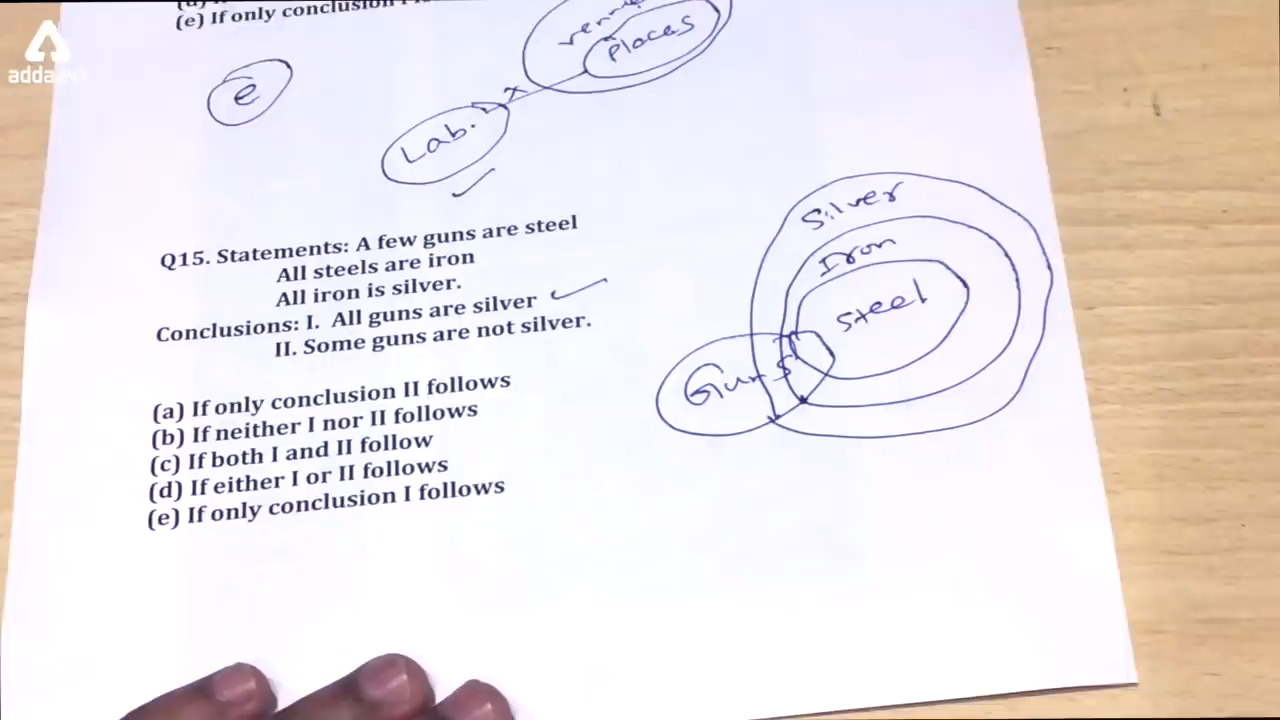 (e) If only conclusion
venu
places
adda
e
Lab.
Silver
Iron
Steel
Guns
Q15. Statements: A few guns are steel
All steels are iron
All iron is silver.
Conclusions: I. All guns are silver
II. Some guns are not silver.
(a) If only conclusion II follows
(b) If neither I nor II follows
(c) If both I and II follow
(d) If either I or II follows
(e) If only conclusion I follows